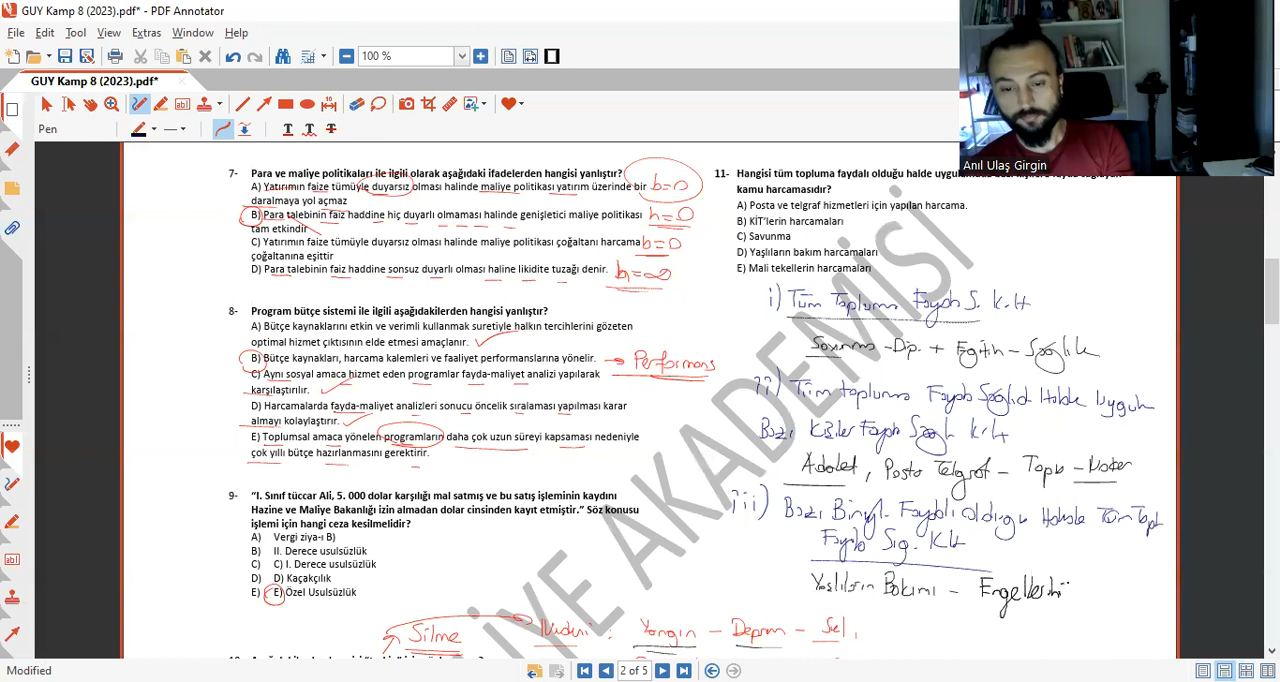 GUY Kamp 8 (2023).pdf* - PDF Annotator
File Edit Tool View Extras Window Help
100 %
GUY Kamp 8 (2023).pdf*
Pen
Anıl Ulaş Girgin
7- Para ve maliye politikaları ile ilgili olarak aşağıdaki ifadelerden hangisi yanlıştır?
A) Yatırımın faize tümüyle duyarsız olması halinde maliye politikası yatırım üzerinde bir b=0
daralmaya yol açmaz
B) Para talebinin faiz haddine hiç duyarlı olmaması halinde genişletici maliye politikası h=0
tam etkindir
C) Yatırımın faize tümüyle duyarsız olması halinde maliye politikası çoğaltanı harcama b=0
çoğaltanına eşittir
D) Para talebinin faiz haddine sonsuz duyarlı olması haline likidite tuzağı denir. h=∞
8- Program bütçe sistemi ile ilgili aşağıdakilerden hangisi yanlıştır?
A) Bütçe kaynaklarını etkin ve verimli kullanmak suretiyle halkın tercihlerini gözeten
optimal hizmet çıktısının elde etmesi amaçlanır.
B) Bütçe kaynakları, harcama kalemleri ve faaliyet performanslarına yönelir. → Performans
C) Aynı sosyal amaca hizmet eden programlar fayda-maliyet analizi yapılarak
karşılaştırılır.
D) Harcamalarda fayda-maliyet analizleri sonucu öncelik sıralaması yapılması karar
almayı kolaylaştırır.
E) Toplumsal amaca yönelen programların daha çok uzun süreyi kapsaması nedeniyle
çok yıllı bütçe hazırlanmasını gerektirir.
9- "I. Sınıf tüccar Ali, 5. 000 dolar karşılığı mal satmış ve bu satış işleminin kaydını
Hazine ve Maliye Bakanlığı izin almadan dolar cinsinden kayıt etmiştir." Söz konusu
işlemi için hangi ceza kesilmelidir?
A) Vergi ziya-ı B)
B) II. Derece usulsüzlük
C) C) I. Derece usulsüzlük
D) D) Kaçakçılık
E) E) Özel Usulsüzlük
Silme Nedeni : Yangın - Deprem - Sel,
11- Hangisi tüm topluma faydalı olduğu halde
kamu harcamasıdır?
A) Posta ve telgraf hizmetleri için yapılan harcama.
B) KİT'lerin harcamaları
C) Savunma
D) Yaşlıların bakım harcamaları
E) Mali tekellerin harcamaları
i) Tüm Topluma Fayda S. K.H
Savunma - Dip. + Eğitim - Sağlık
ii) Tüm topluma Fayda Sağladı Halde Uygun
Bazı Kişiler Fayda Sağl K.H
Adalet, Posta Telgraf - Tapu - Noter
iii) Bazı Birey. Faydalı Olduğu Halde Tüm Topl
Fayda Sağ. KH
Yaşlıların Bakımı - Engellerin
İYE AKADEMİSİ
Modified
2 of 5